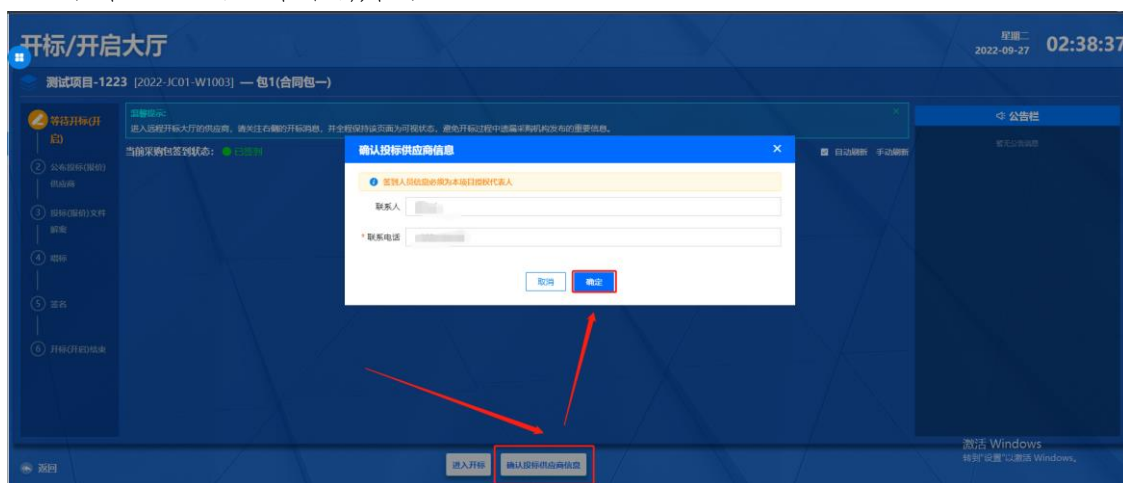 开标/开启大厅
星期二
2022-09-27
02:38:37
测试项目-1223 [2022-JC01-W1003] — 包1(合同包一)
等待开标(开
启)
2 公布投标(报价)
供应商
3 投标(报价)文件
解密
4 唱标
5 签名
6 开标(开启)结束
温馨提示:
进入远程开标大厅的供应商，请关注右侧的开标消息，并全程保持该页面为可视状态，避免开标过程中遗漏采购机构发布的重要信息。
当前采购包签到状态： 已签到
自动刷新 手动刷新
公告栏
暂无公告消息
确认投标供应商信息 ×
签到人员信息必须为本项目授权代表人
联系人
* 联系电话
取消 确定
返回
进入开标 确认投标供应商信息
激活 Windows
转到"设置"以激活 Windows。